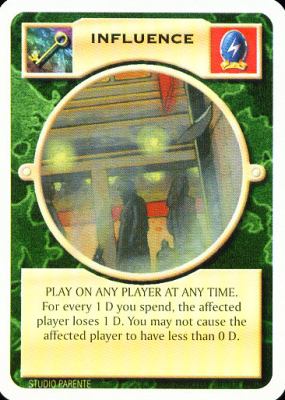 INFLUENCE
PLAY ON ANY PLAYER AT ANY TIME.
For every 1 D you spend, the affected
player loses 1 D. You may not cause the
affected player to have less than 0 D.
STUDIO PARENTE